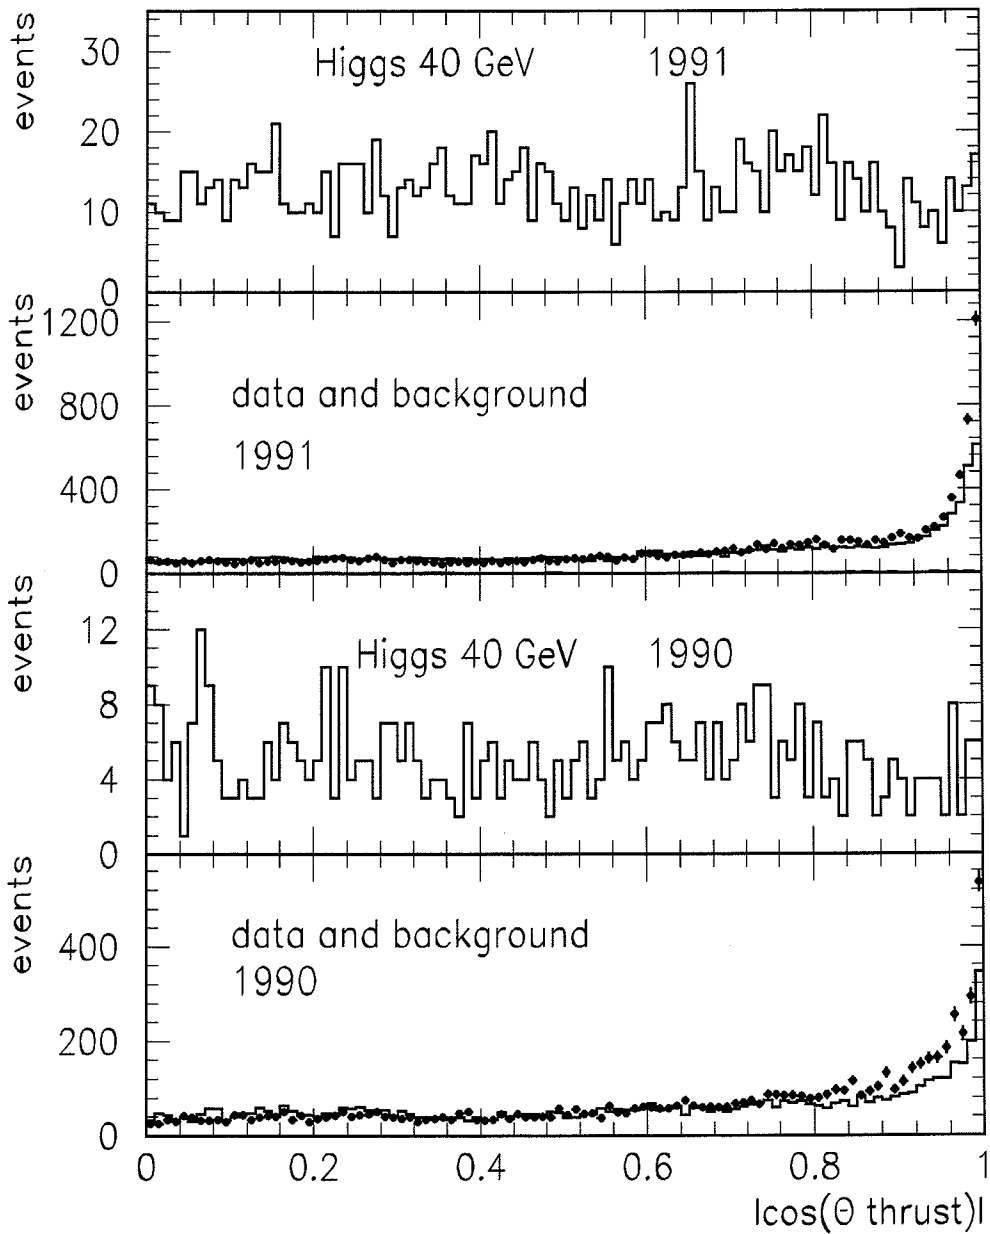 events
30
20
10
0
Higgs 40 GeV 1991
events
1200
800
400
0
data and background
1991
events
12
8
4
0
Higgs 40 GeV 1990
events
400
200
0
data and background
1990
0 0.2 0.4 0.6 0.8 1
|cos(Θ thrust)|